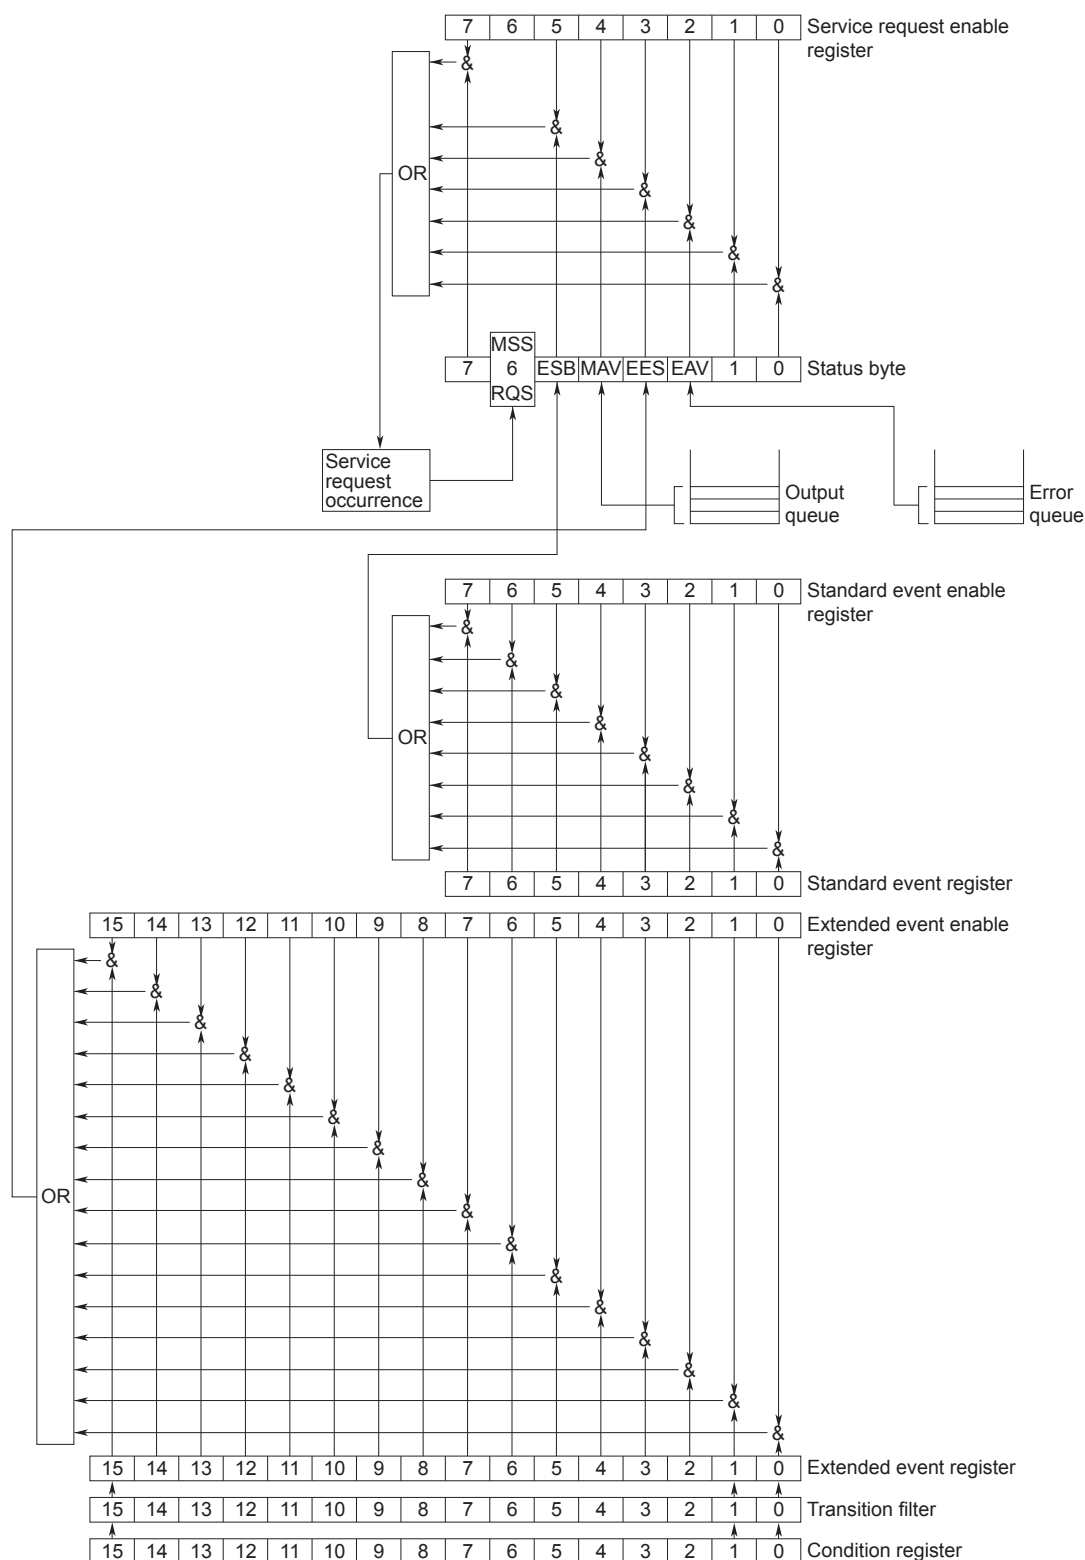 7 6 5 4 3 2 1 0 Service request enable
register
&
&
&
OR
&
&
&
&
MSS
7 6 ESB MAV EES EAV 1 0 Status byte
RQS
Service
request
occurrence
Output
queue
Error
queue
7 6 5 4 3 2 1 0 Standard event enable
register
&
&
&
&
OR
&
&
&
&
7 6 5 4 3 2 1 0 Standard event register
15 14 13 12 11 10 9 8 7 6 5 4 3 2 1 0 Extended event enable
register
&
&
&
&
&
&
&
&
OR
&
&
&
&
&
&
&
&
15 14 13 12 11 10 9 8 7 6 5 4 3 2 1 0 Extended event register
15 14 13 12 11 10 9 8 7 6 5 4 3 2 1 0 Transition filter
15 14 13 12 11 10 9 8 7 6 5 4 3 2 1 0 Condition register